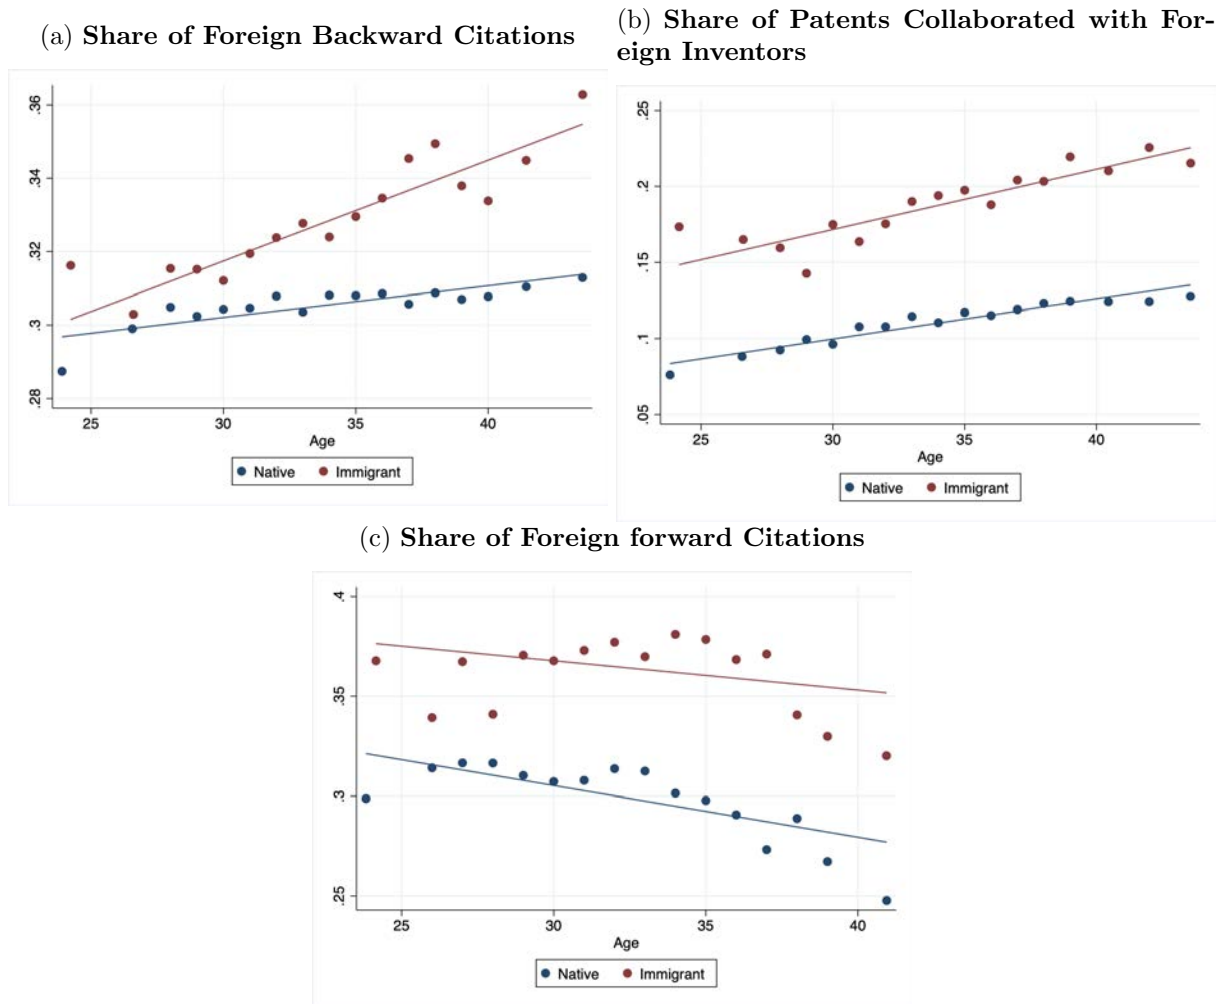 (a) Share of Foreign Backward Citations
(b) Share of Patents Collaborated with For-
eign Inventors
.36
.34
.32
.3
.28
25 30 35 40
Age
Native Immigrant
.25
.2
.15
.1
.05
25 30 35 40
Age
Native Immigrant
(c) Share of Foreign forward Citations
.4
.35
.3
.25
25 30 35 40
Age
Native Immigrant